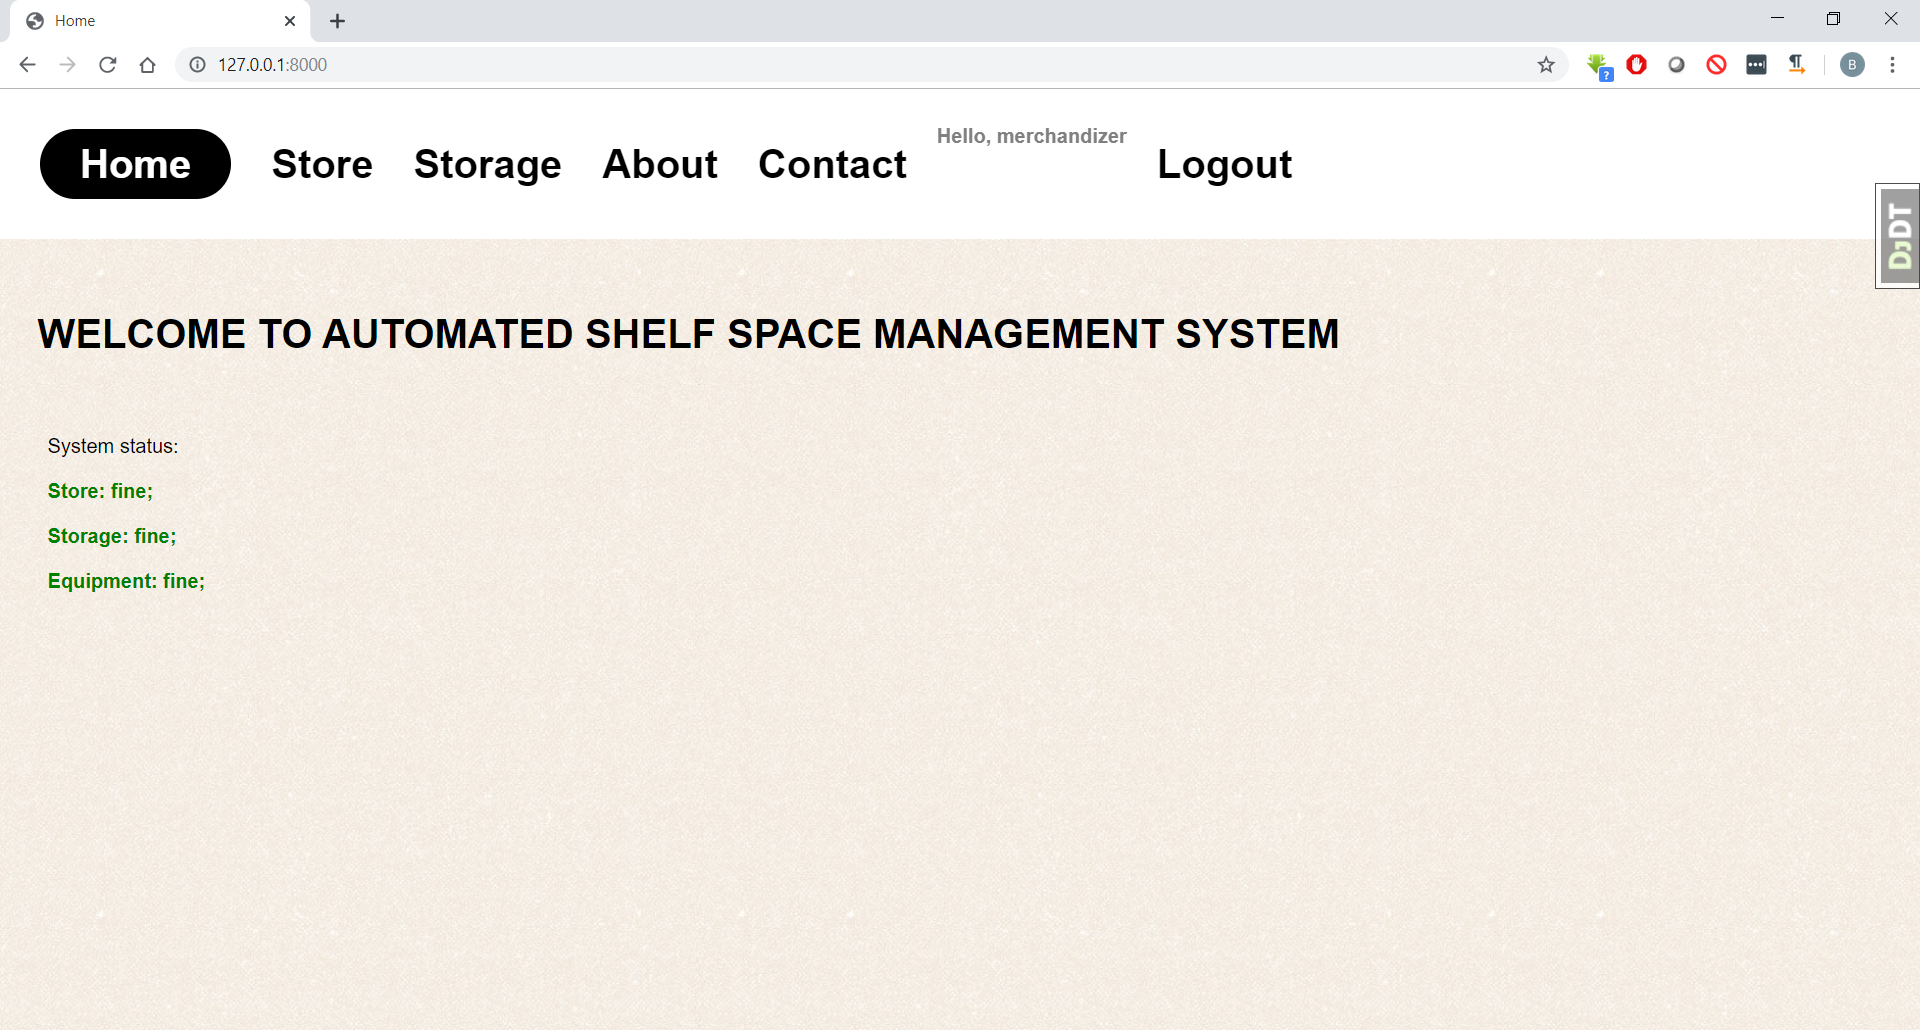 Home
127.0.0.1:8000
?
B
Home Store Storage About Contact Hello, merchandizer Logout
DjDT
WELCOME TO AUTOMATED SHELF SPACE MANAGEMENT SYSTEM
System status:
Store: fine;
Storage: fine;
Equipment: fine;